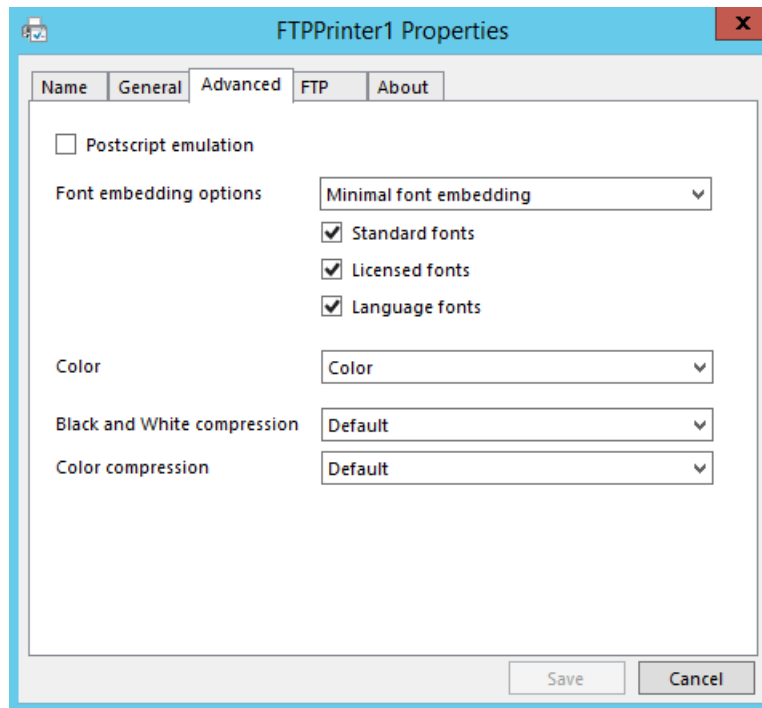 FTPPrinter1 Properties
x
Name General Advanced FTP About
Postscript emulation
Font embedding options Minimal font embedding
Standard fonts
Licensed fonts
Language fonts
Color Color
Black and White compression Default
Color compression Default
Save Cancel